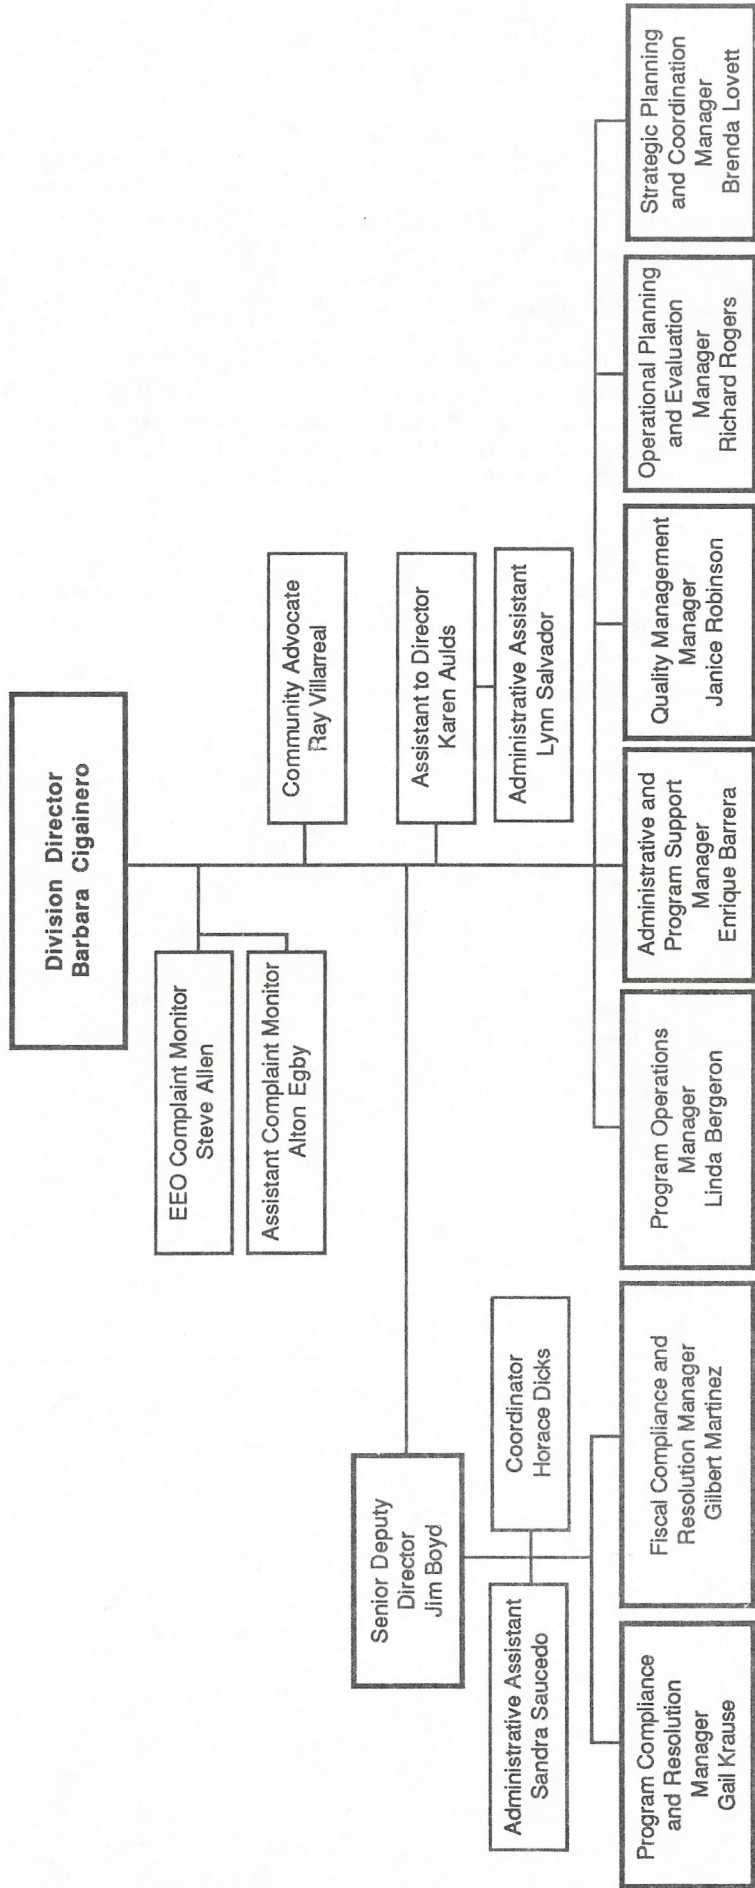 Division Director
Barbara Cigainero
EEO Complaint Monitor
Steve Allen
Assistant Complaint Monitor
Alton Egby
Community Advocate
Ray Villarreal
Senior Deputy
Director
Jim Boyd
Assistant to Director
Karen Aulds
Administrative Assistant
Lynn Salvador
Administrative Assistant
Sandra Saucedo
Coordinator
Horace Dicks
Program Compliance
and Resolution
Manager
Gail Krause
Fiscal Compliance and
Resolution Manager
Gilbert Martinez
Program Operations
Manager
Linda Bergeron
Administrative and
Program Support
Manager
Enrique Barrera
Quality Management
Manager
Janice Robinson
Operational Planning
and Evaluation
Manager
Richard Rogers
Strategic Planning
and Coordination
Manager
Brenda Lovett